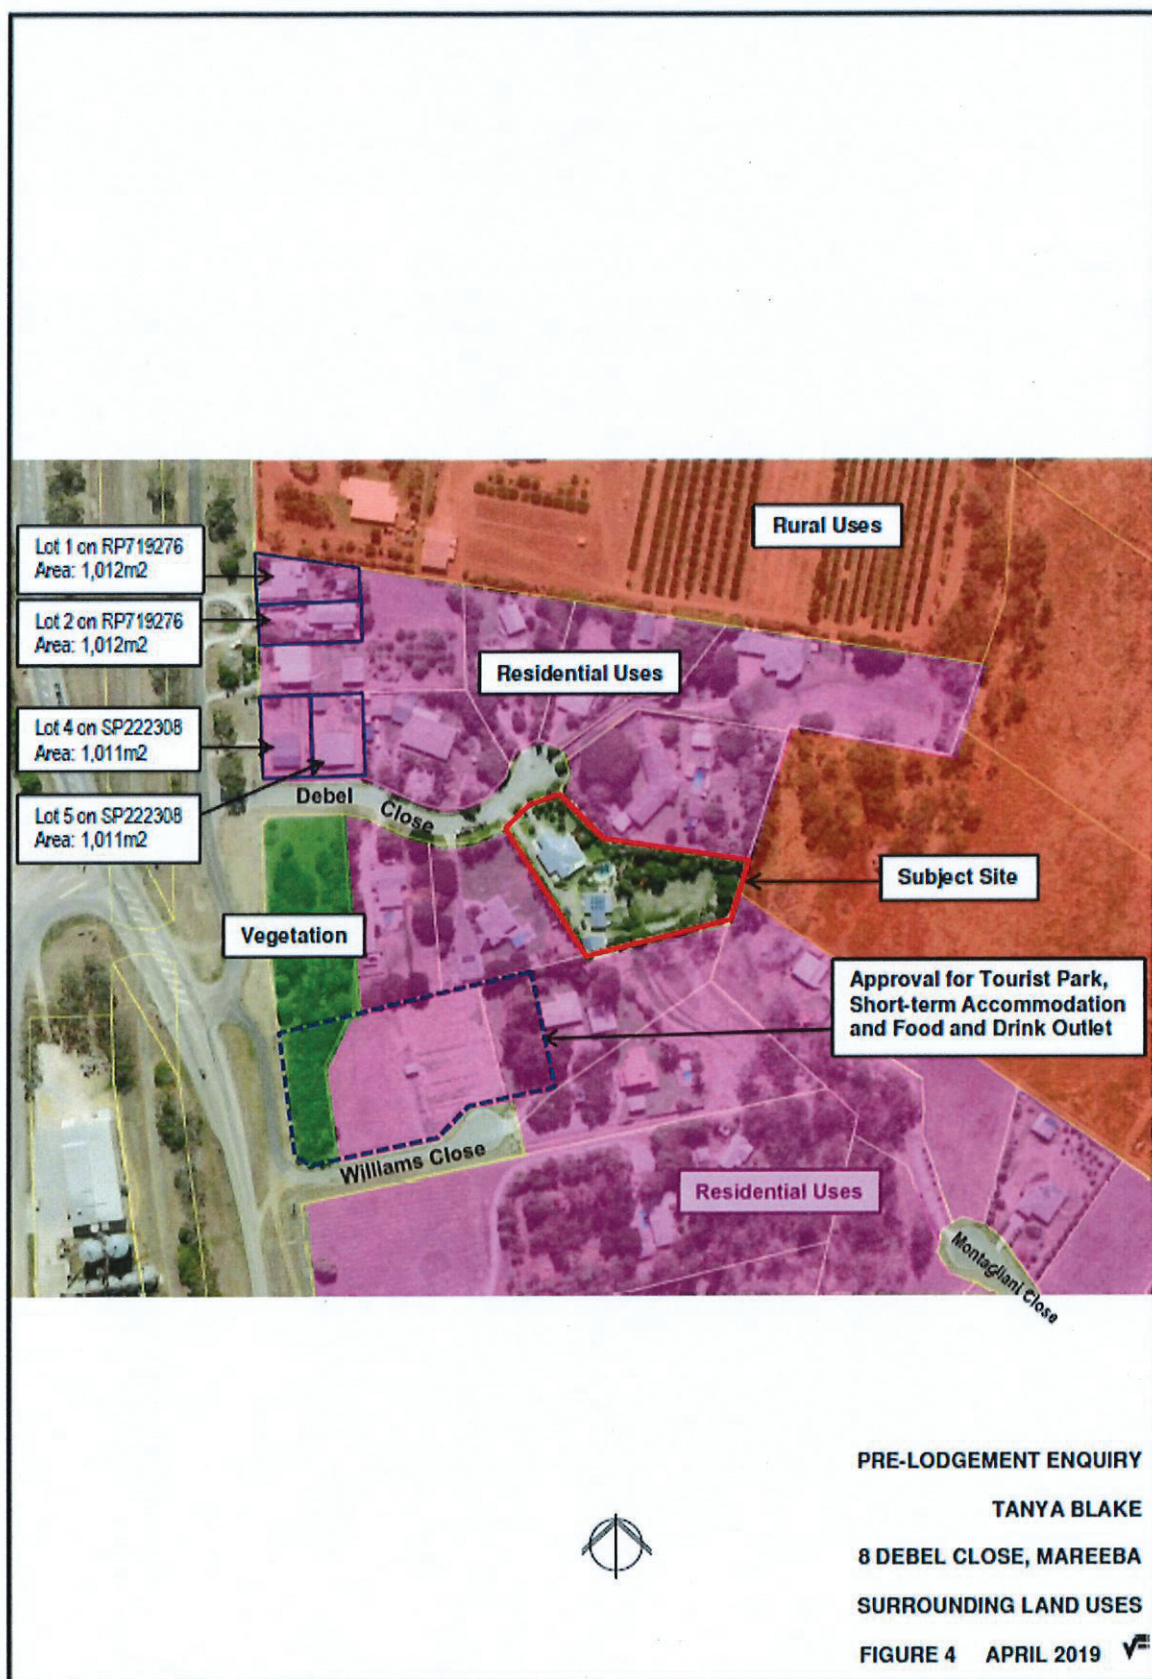 Rural Uses
Lot 1 on RP719276
Area: 1,012m2
Lot 2 on RP719276
Area: 1,012m2
Residential Uses
Lot 4 on SP222308
Area: 1,011m2
Lot 5 on SP222308
Area: 1,011m2
Debel Close
Subject Site
Vegetation
Approval for Tourist Park,
Short-term Accommodation
and Food and Drink Outlet
Williams Close
Residential Uses
Montagliani Close
PRE-LODGEMENT ENQUIRY
TANYA BLAKE
8 DEBEL CLOSE, MAREEBA
SURROUNDING LAND USES
FIGURE 4 APRIL 2019